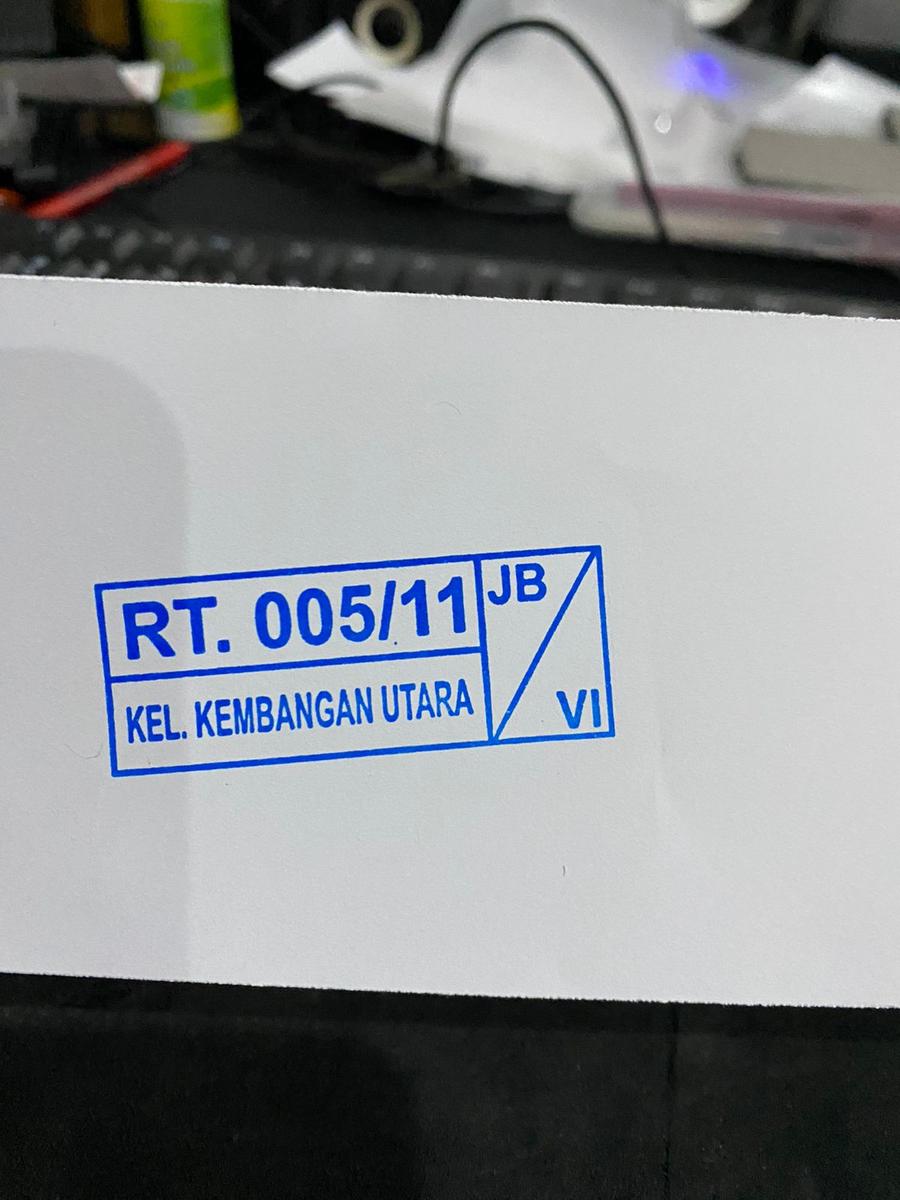 RT. 005/11
KEL. KEMBANGAN UTARA
JB
VI